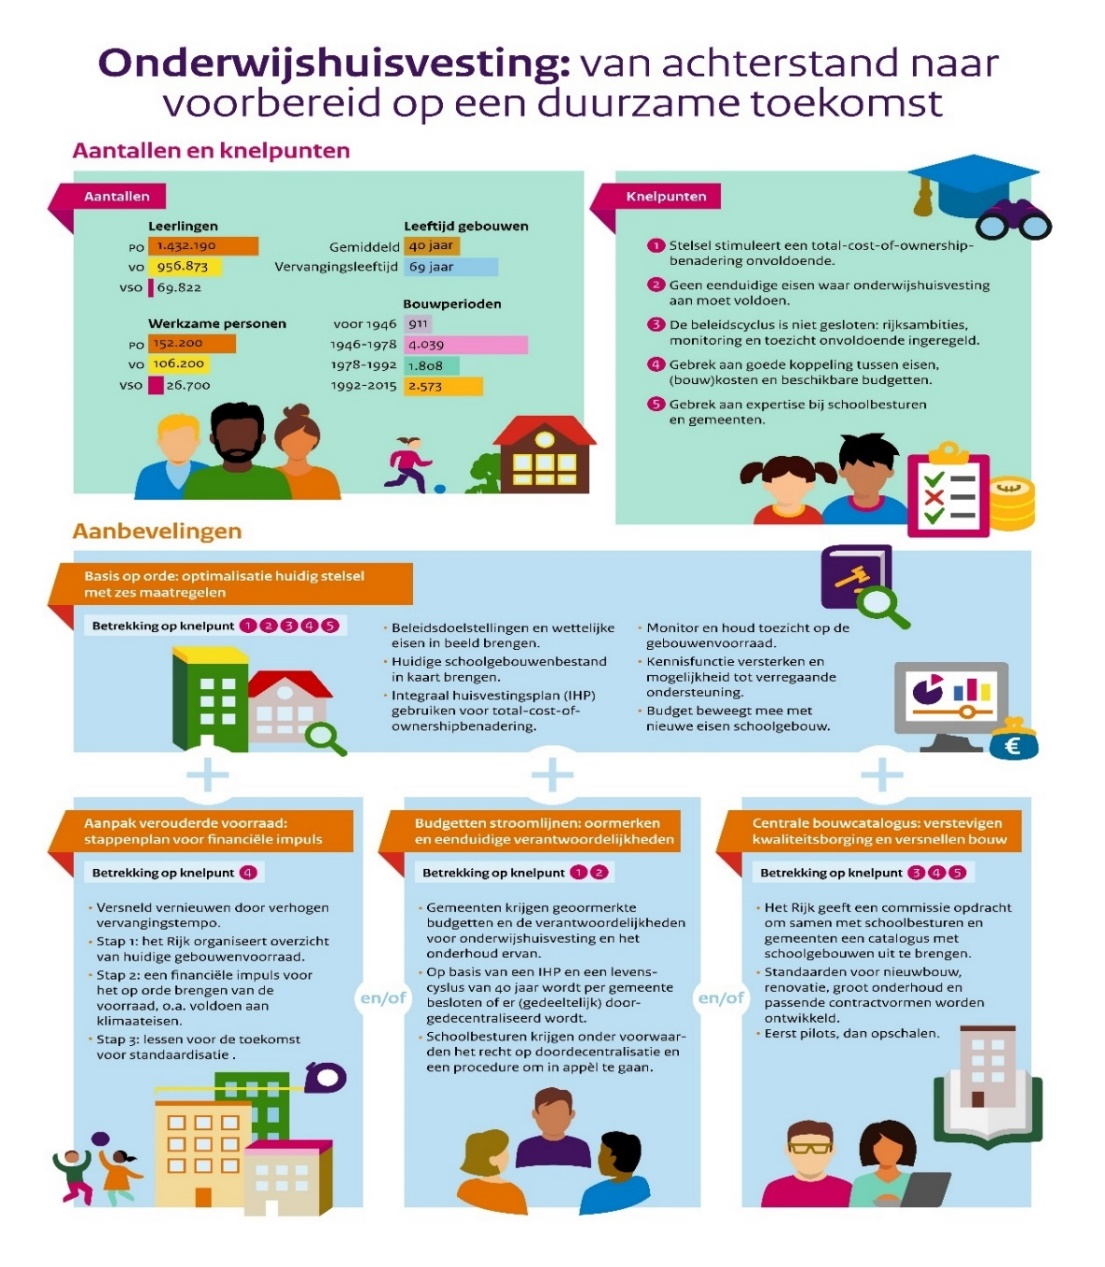 Onderwijshuisvesting: van achterstand naar
voorbereid op een duurzame toekomst
Aantallen en knelpunten
Aantallen
Leerlingen
PO 1.432.190
VO 956.873
VSO 69.822
Werkzame personen
PO 152.200
VO 106.200
VSO 26.700
Leeftijd gebouwen
Gemiddeld 40 jaar
Vervangingsleeftijd 69 jaar
Bouwperioden
voor 1946 911
1946-1978 4.039
1978-1992 1.808
1992-2015 2.573
Knelpunten
1 Stelsel stimuleert een total-cost-of-ownership-
benadering onvoldoende.
2 Geen eenduidige eisen waar onderwijshuisvesting
aan moet voldoen.
3 De beleidscyclus is niet gesloten: rijksambities,
monitoring en toezicht onvoldoende ingeregeld.
4 Gebrek aan goede koppeling tussen eisen,
(bouw)kosten en beschikbare budgetten.
5 Gebrek aan expertise bij schoolbesturen
en gemeenten.
Aanbevelingen
Basis op orde: optimalisatie huidig stelsel
met zes maatregelen
Betrekking op knelpunt 1 2 3 4 5
• Beleidsdoelstellingen en wettelijke
eisen in beeld brengen.
• Huidige schoolgebouwenbestand
in kaart brengen.
• Integraal huisvestingsplan (IHP)
gebruiken voor total-cost-of-
ownershipbenadering.
• Monitor en houd toezicht op de
gebouwenvoorraad.
• Kennisfunctie versterken en
mogelijkheid tot verregaande
ondersteuning.
• Budget beweegt mee met
nieuwe eisen schoolgebouw.
€
+
+
+
Aanpak verouderde voorraad:
stappenplan voor financiële impuls
Betrekking op knelpunt 4
• Versneld vernieuwen door verhogen
vervangingstempo.
• Stap 1: het Rijk organiseert overzicht
van huidige gebouwenvoorraad.
• Stap 2: een financiële impuls voor
het op orde brengen van de
voorraad, o.a. voldoen aan
klimaateisen.
• Stap 3: lessen voor de toekomst
voor standaardisatie .
en/of
Budgetten stroomlijnen: oormerken
en eenduidige verantwoordelijkheden
Betrekking op knelpunt 1 2
• Gemeenten krijgen geoormerkte
budgetten en de verantwoordelijkheden
voor onderwijshuisvesting en het
onderhoud ervan.
• Op basis van een IHP en een levens-
cyslus van 40 jaar wordt per gemeente
besloten of er (gedeeltelijk) door-
gedecentraliseerd wordt.
• Schoolbesturen krijgen onder voorwaar-
den het recht op doordecentralisatie en
een procedure om in appèl te gaan.
en/of
Centrale bouwcatalogus: verstevigen
kwaliteitsborging en versnellen bouw
Betrekking op knelpunt 3 4 5
• Het Rijk geeft een commissie opdracht
om samen met schoolbesturen en
gemeenten een catalogus met
schoolgebouwen uit te brengen.
• Standaarden voor nieuwbouw,
renovatie, groot onderhoud en
passende contractvormen worden
ontwikkeld.
• Eerst pilots, dan opschalen.